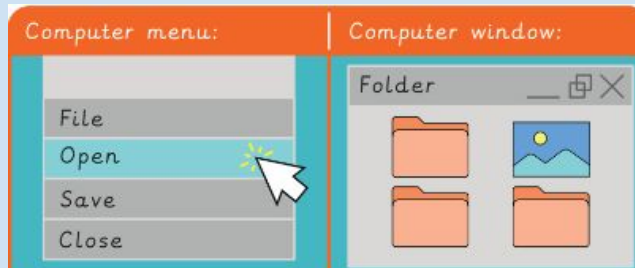 Computer menu:
Computer window:
File
Open
Save
Close
Folder